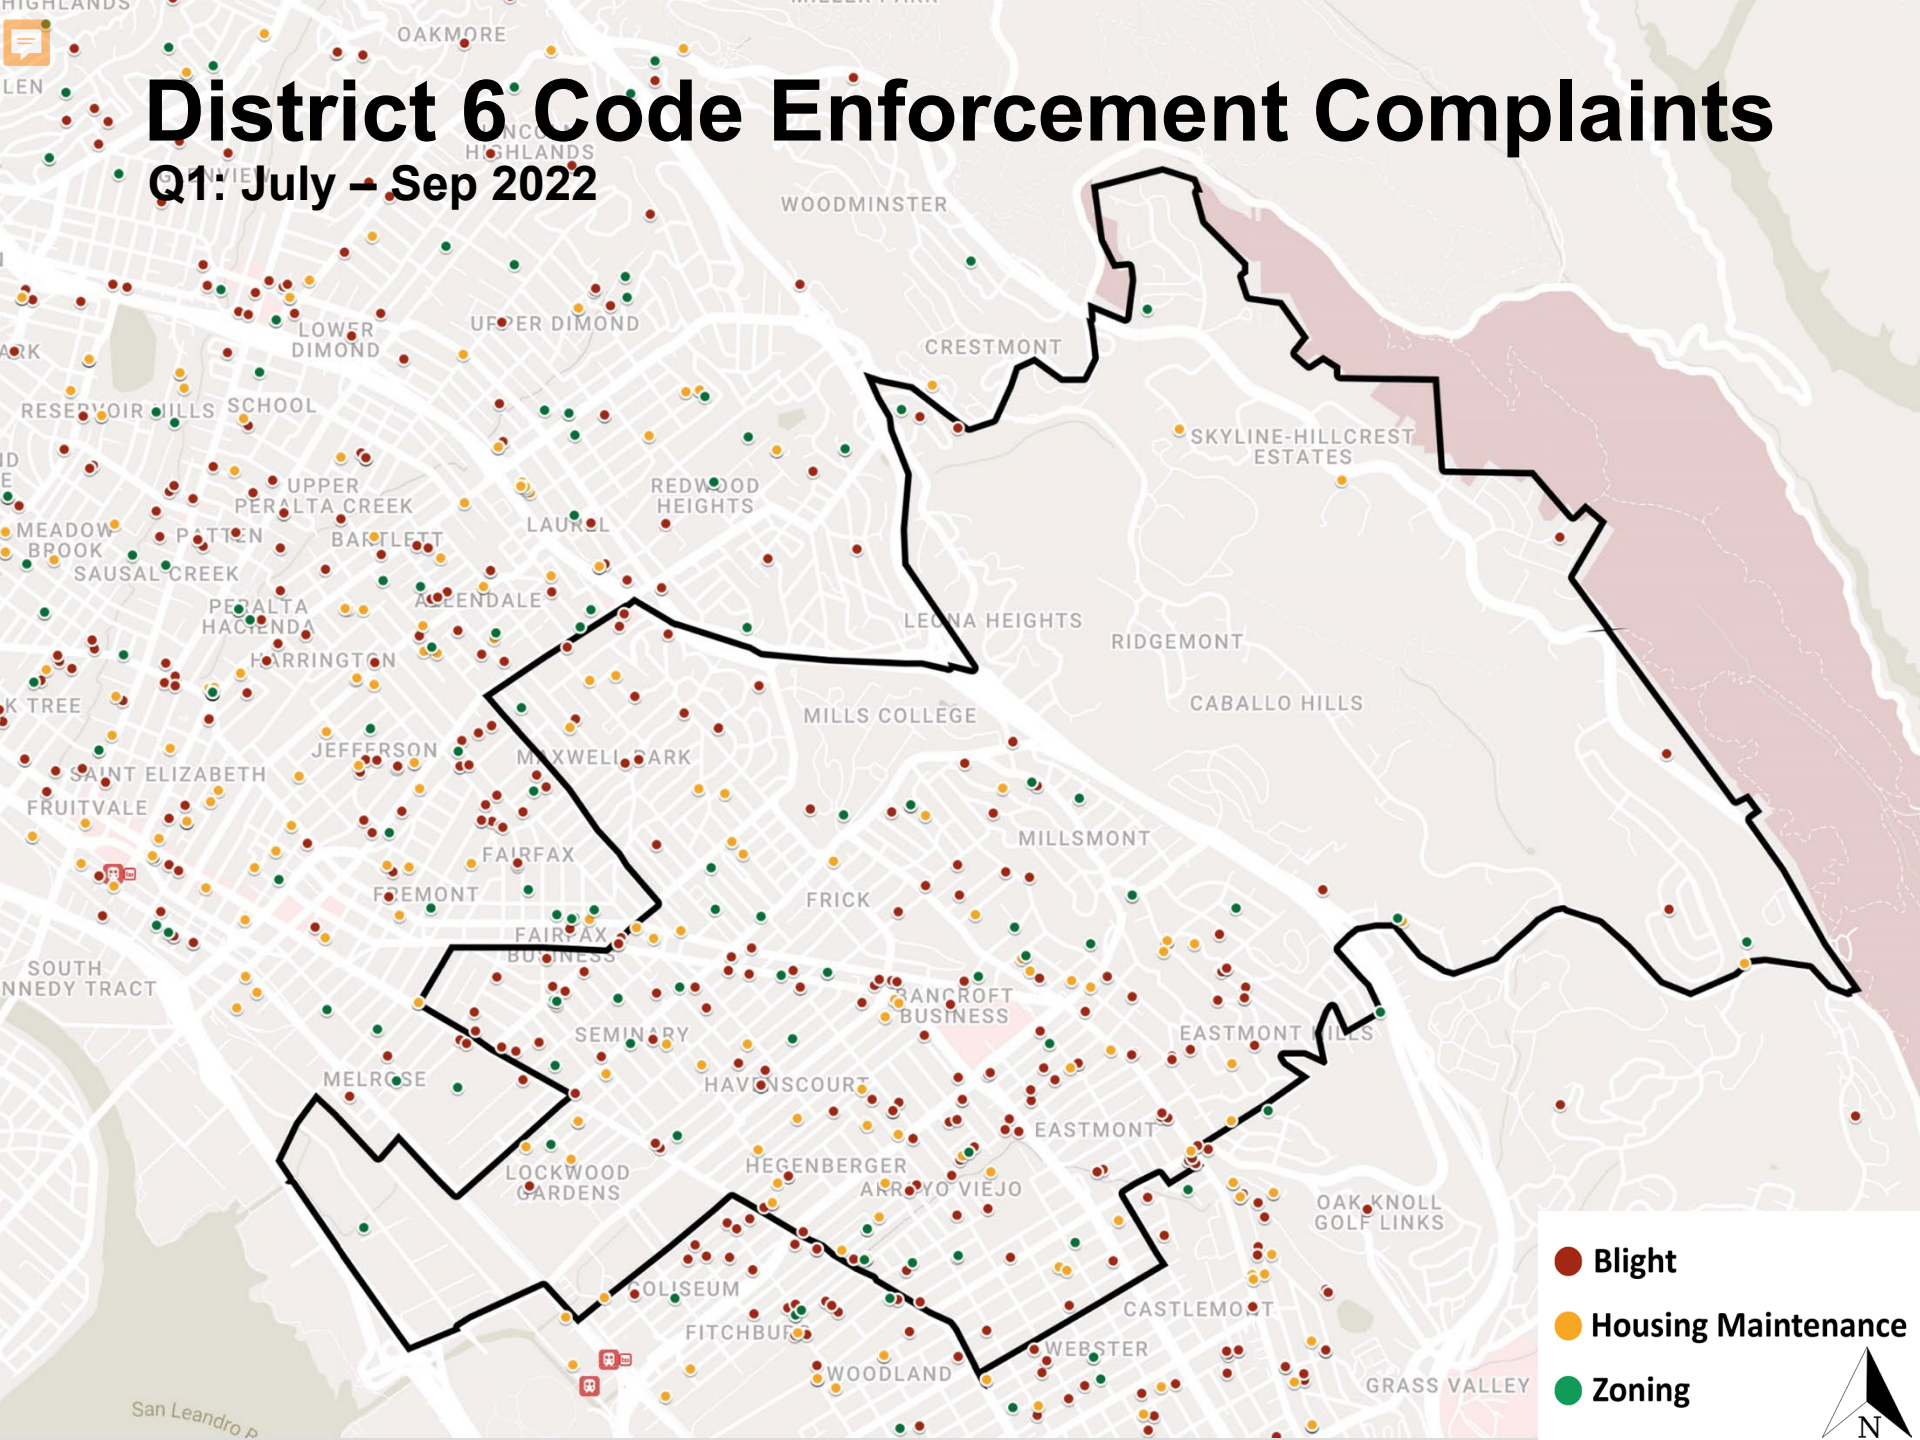 HIGHLANDS
OAKMORE
District 6 Code Enforcement Complaints
HIGHLANDS
Q1: July – Sep 2022
WOODMINSTER
LOWER
DIMOND
UPPER DIMOND
CRESTMONT
RESERVOIR HILLS
SCHOOL
SKYLINE-HILLCREST
ESTATES
UPPER
PERALTA CREEK
REDWOOD
HEIGHTS
LAUREL
MEADOW
BROOK
PATTEN
BARTLETT
SAUSAL CREEK
PERALTA
HACIENDA
ALLENDALE
LEONA HEIGHTS
RIDGEMONT
HARRINGTON
K TREE
CABALLO HILLS
MILLS COLLEGE
JEFFERSON
MAXWELL PARK
SAINT ELIZABETH
FRUITVALE
MILLSMONT
FAIRFAX
FREMONT
FRICK
FAIRFAX
BUSINESS
SOUTH
NNEDY TRACT
BANCROFT
BUSINESS
SEMINARY
EASTMONT HILLS
MELROSE
HAVENSCOURT
EASTMONT
LOCKWOOD
GARDENS
HEGENBERGER
ARROYO VIEJO
OAK KNOLL
GOLF LINKS
COLISEUM
CASTLEMONT
FITCHBURG
WEBSTER
WOODLAND
GRASS VALLEY
San Leandro
Blight
Housing Maintenance
Zoning
N